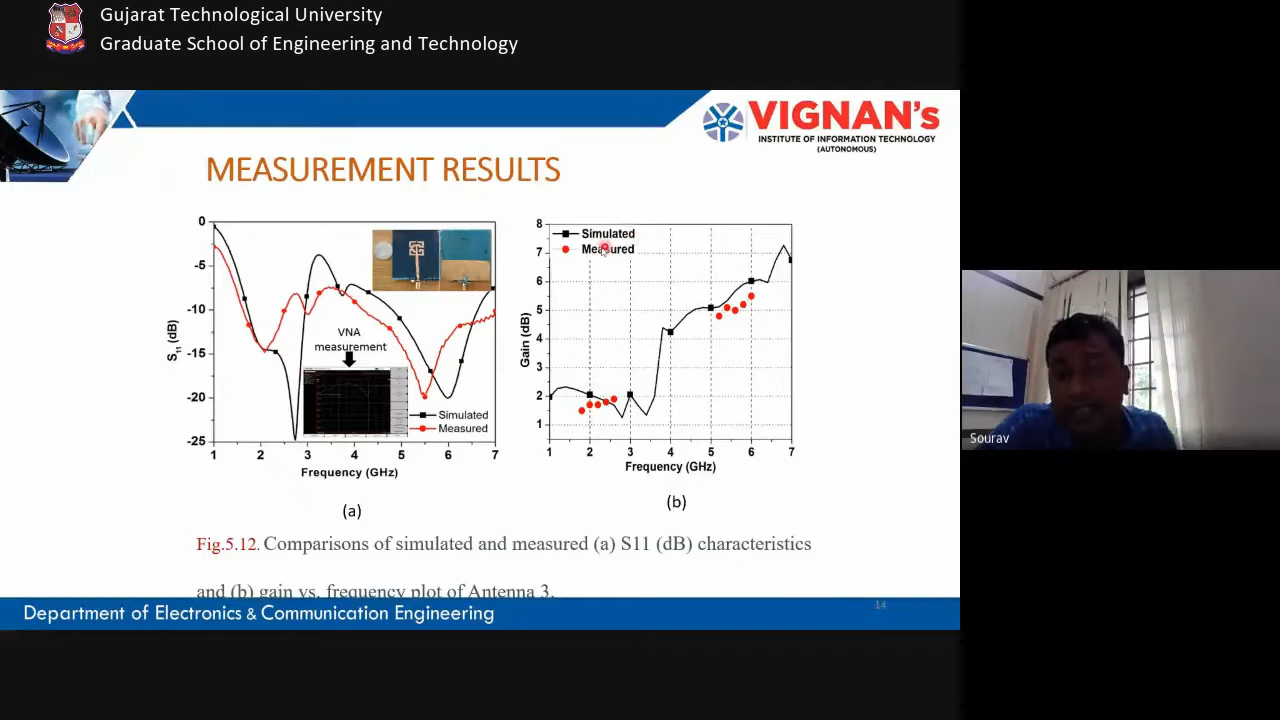 Gujarat Technological University
Graduate School of Engineering and Technology
VIGNAN's
INSTITUTE OF INFORMATION TECHNOLOGY
(AUTONOMOUS)
MEASUREMENT RESULTS
0
-5
-10
-15
-20
-25
S11 (dB)
VNA
measurement
Simulated
Measured
1 2 3 4 5 6 7
Frequency (GHz)
(a)
8
7
6
5
4
3
2
1
Gain (dB)
Simulated
Measured
1 2 3 4 5 6 7
Frequency (GHz)
(b)
Fig.5.12. Comparisons of simulated and measured (a) S11 (dB) characteristics
and (b) gain vs. frequency plot of Antenna 3.
Department of Electronics & Communication Engineering
14
Sourav